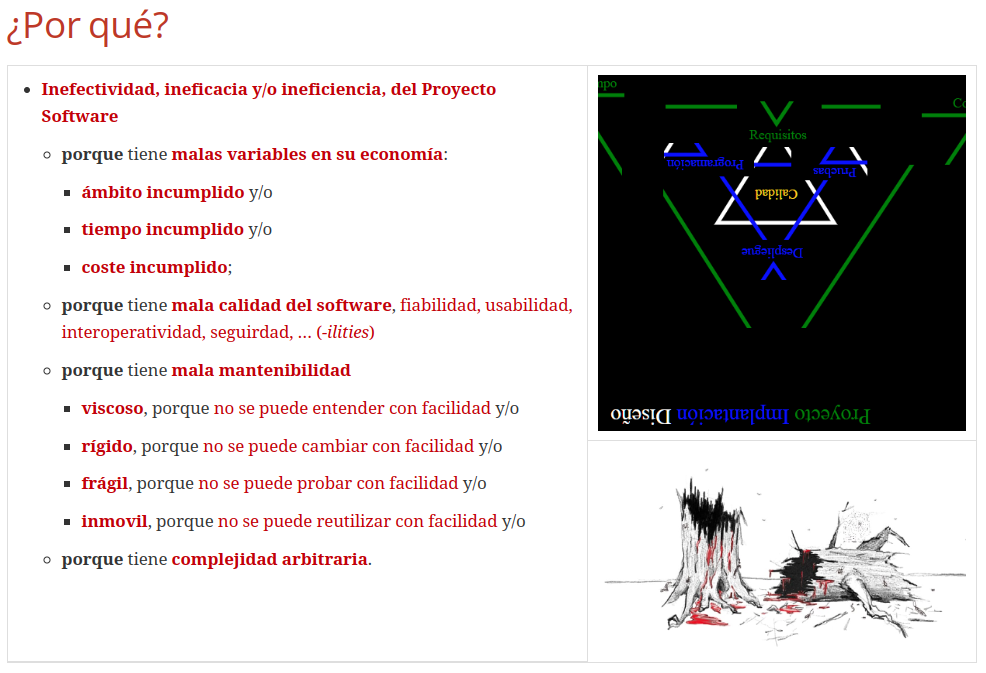 ¿Por qué?
Inefectividad, ineficacia y/o ineficiencia, del Proyecto
Software
porque tiene malas variables en su economía:
ámbito incumplido y/o
tiempo incumplido y/o
coste incumplido;
porque tiene mala calidad del software, fiabilidad, usabilidad,
interoperatividad, seguirdad, … (-ilities)
porque tiene mala mantenibilidad
viscoso, porque no se puede entender con facilidad y/o
rígido, porque no se puede cambiar con facilidad y/o
frágil, porque no se puede probar con facilidad y/o
inmovil, porque no se puede reutilizar con facilidad y/o
porque tiene complejidad arbitraria.
Requisitos
Programación
Pruebas
Calidad
Despliegue
Proyecto Implantación Diseño